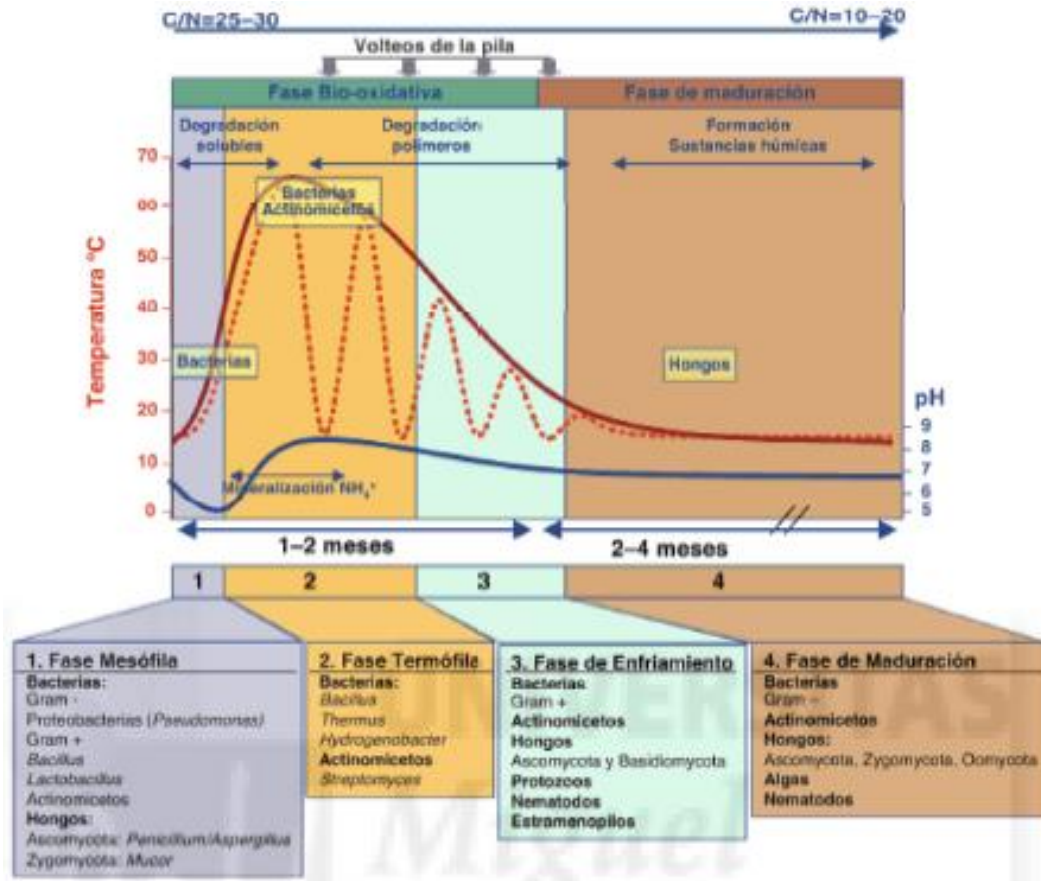 C/N=25–30
C/N=10–20
Volteos de la pila
Fase Bio-oxidativa
Fase de maduración
Degradación
solubles
Degradación
polímeros
Formación
Sustancias húmicas
Temperatura ºC
70
60
50
40
30
20
10
0
Bacterias
Actinomicetos
Bacterias
Hongos
Mineralización NH₄⁺
pH
9
8
7
6
5
1–2 meses
2–4 meses
1
2
3
4
1. Fase Mesófila
Bacterias:
Gram -
Proteobacterias (Pseudomonas)
Gram +
Bacillus
Lactobacillus
Actinomicetos
Hongos:
Ascomycota: Penicillum/Aspergillus
Zygomycota: Mucor
2. Fase Termófila
Bacterias:
Bacillus
Thermus
Hydrogenobacter
Actinomicetos
Streptomyces
3. Fase de Enfriamiento
Bacterias
Gram +
Actinomicetos
Hongos
Ascomycota y Basidiomycota
Protozoos
Nematodos
Estramenopilos
4. Fase de Maduración
Bacterias
Gram –
Actinomicetos
Hongos:
Ascomycota, Zygomycota, Oomycota
Algas
Nematodos
Miguel